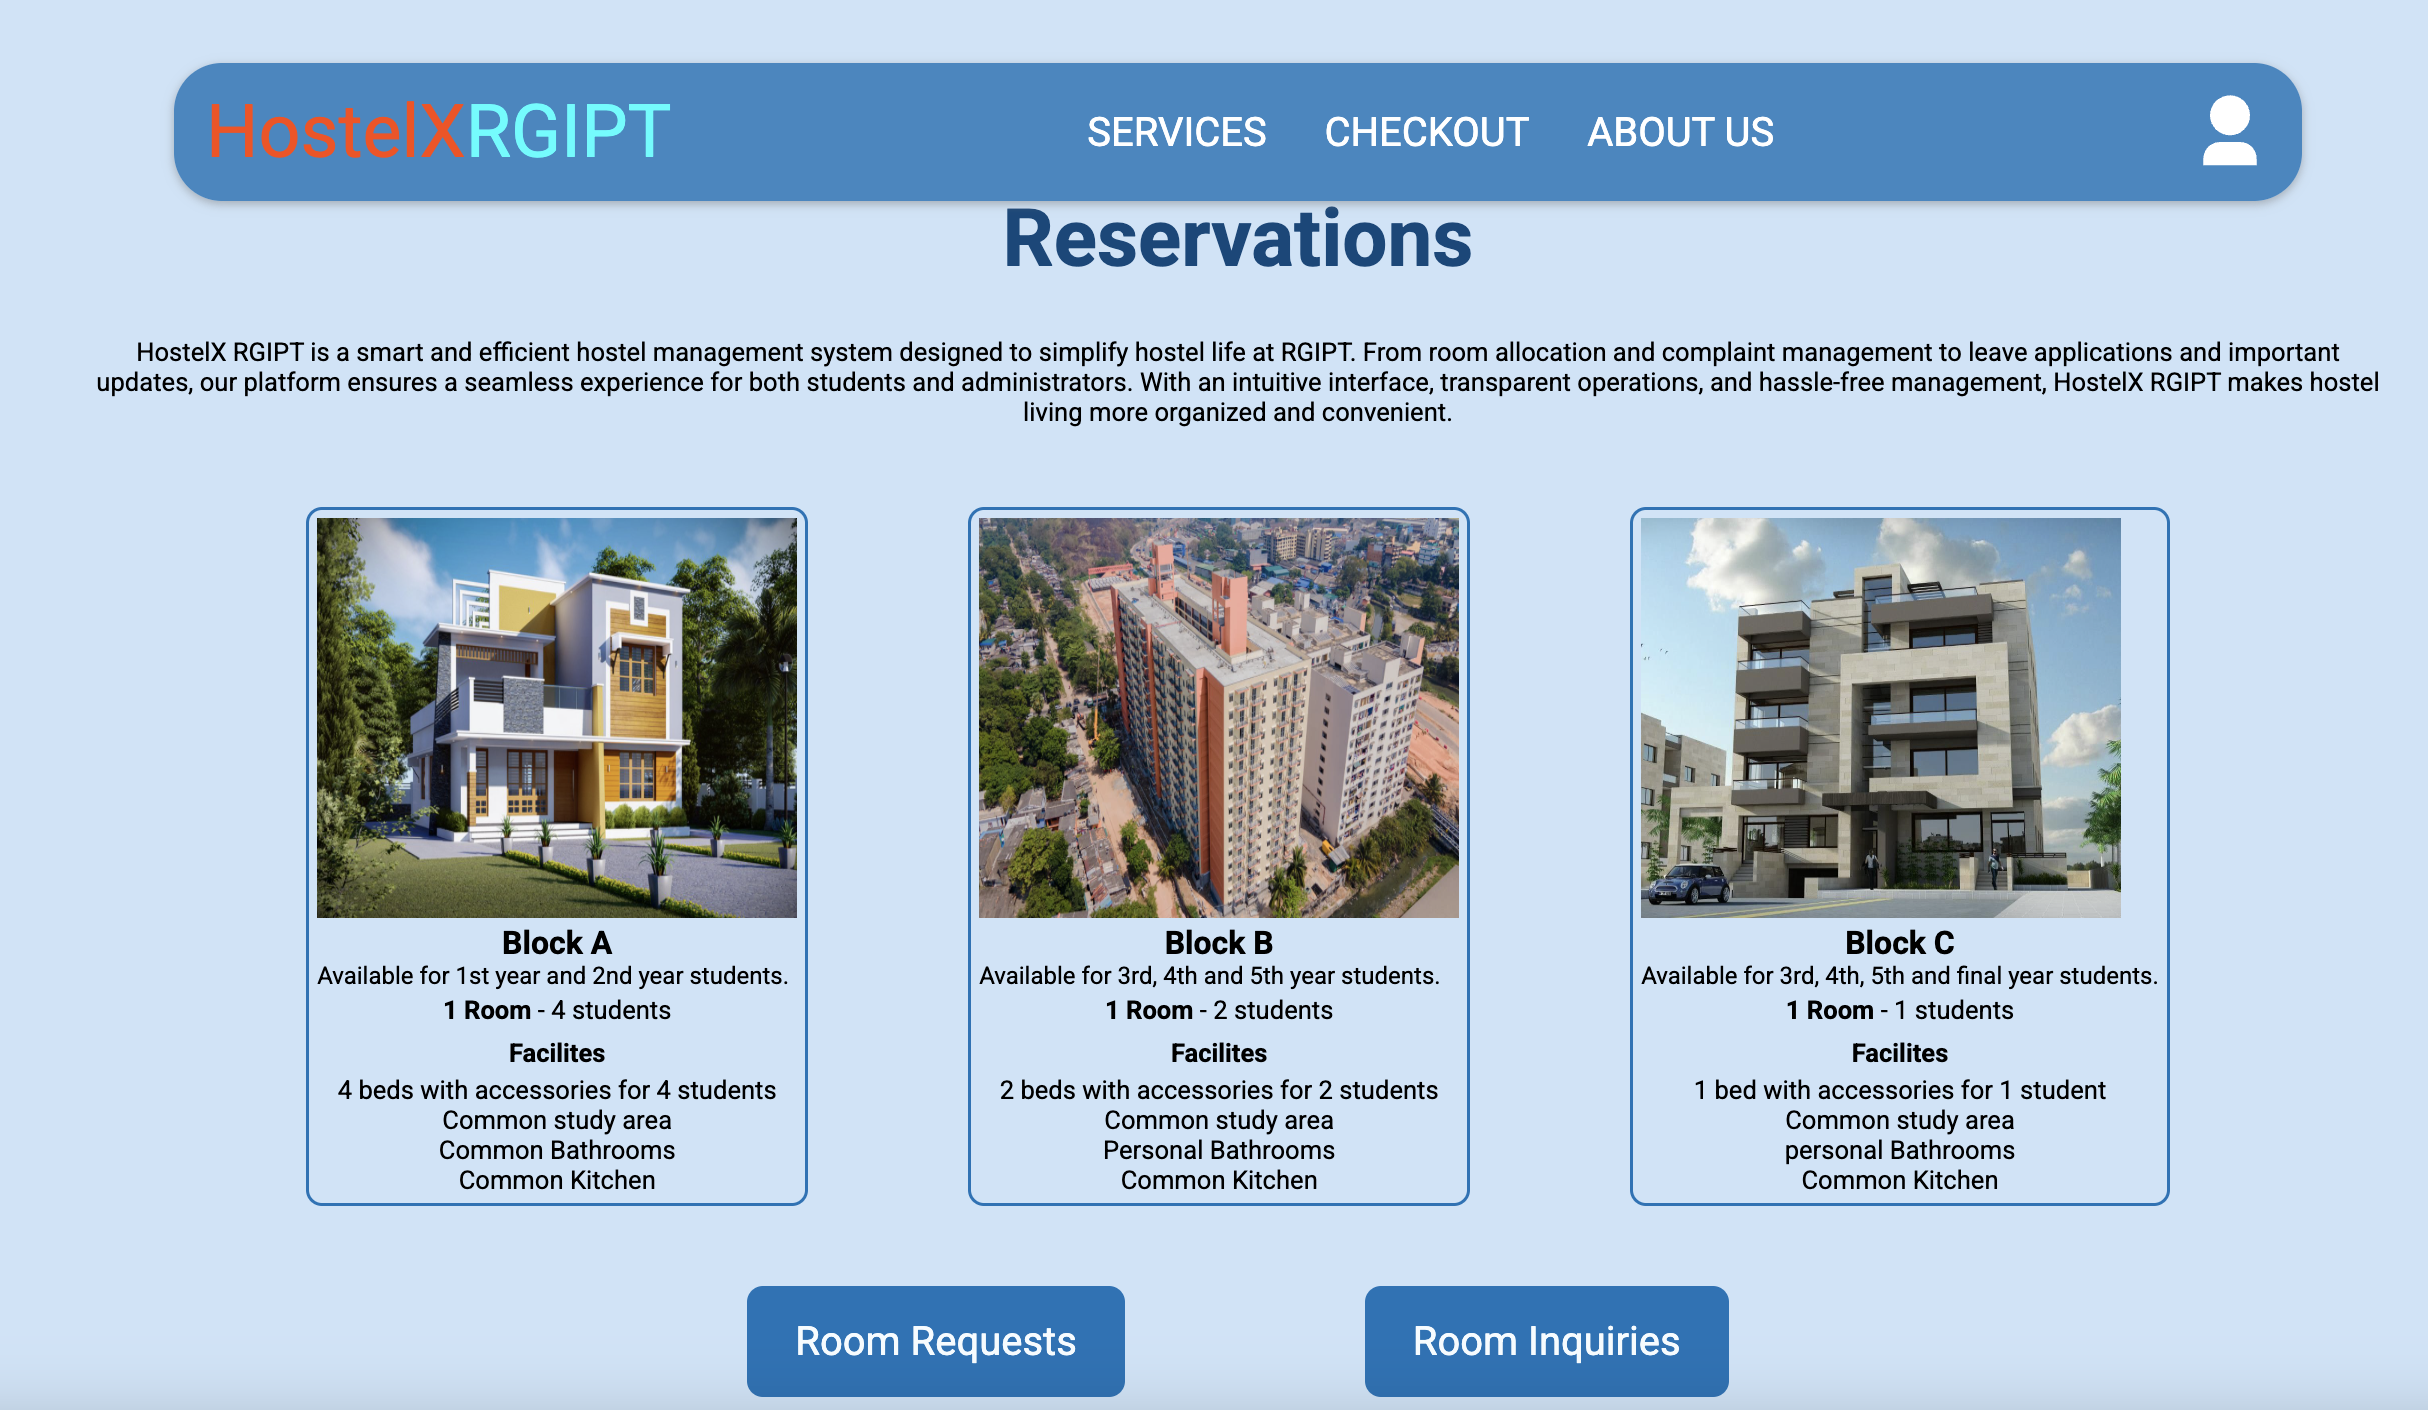 HostelXRGIPT
SERVICES CHECKOUT ABOUT US
Reservations
HostelX RGIPT is a smart and efficient hostel management system designed to simplify hostel life at RGIPT. From room allocation and complaint management to leave applications and important
updates, our platform ensures a seamless experience for both students and administrators. With an intuitive interface, transparent operations, and hassle-free management, HostelX RGIPT makes hostel
living more organized and convenient.
Block A
Available for 1st year and 2nd year students.
1 Room - 4 students
Facilites
4 beds with accessories for 4 students
Common study area
Common Bathrooms
Common Kitchen
Block B
Available for 3rd, 4th and 5th year students.
1 Room - 2 students
Facilites
2 beds with accessories for 2 students
Common study area
Personal Bathrooms
Common Kitchen
Block C
Available for 3rd, 4th, 5th and final year students.
1 Room - 1 students
Facilites
1 bed with accessories for 1 student
Common study area
personal Bathrooms
Common Kitchen
Room Requests
Room Inquiries